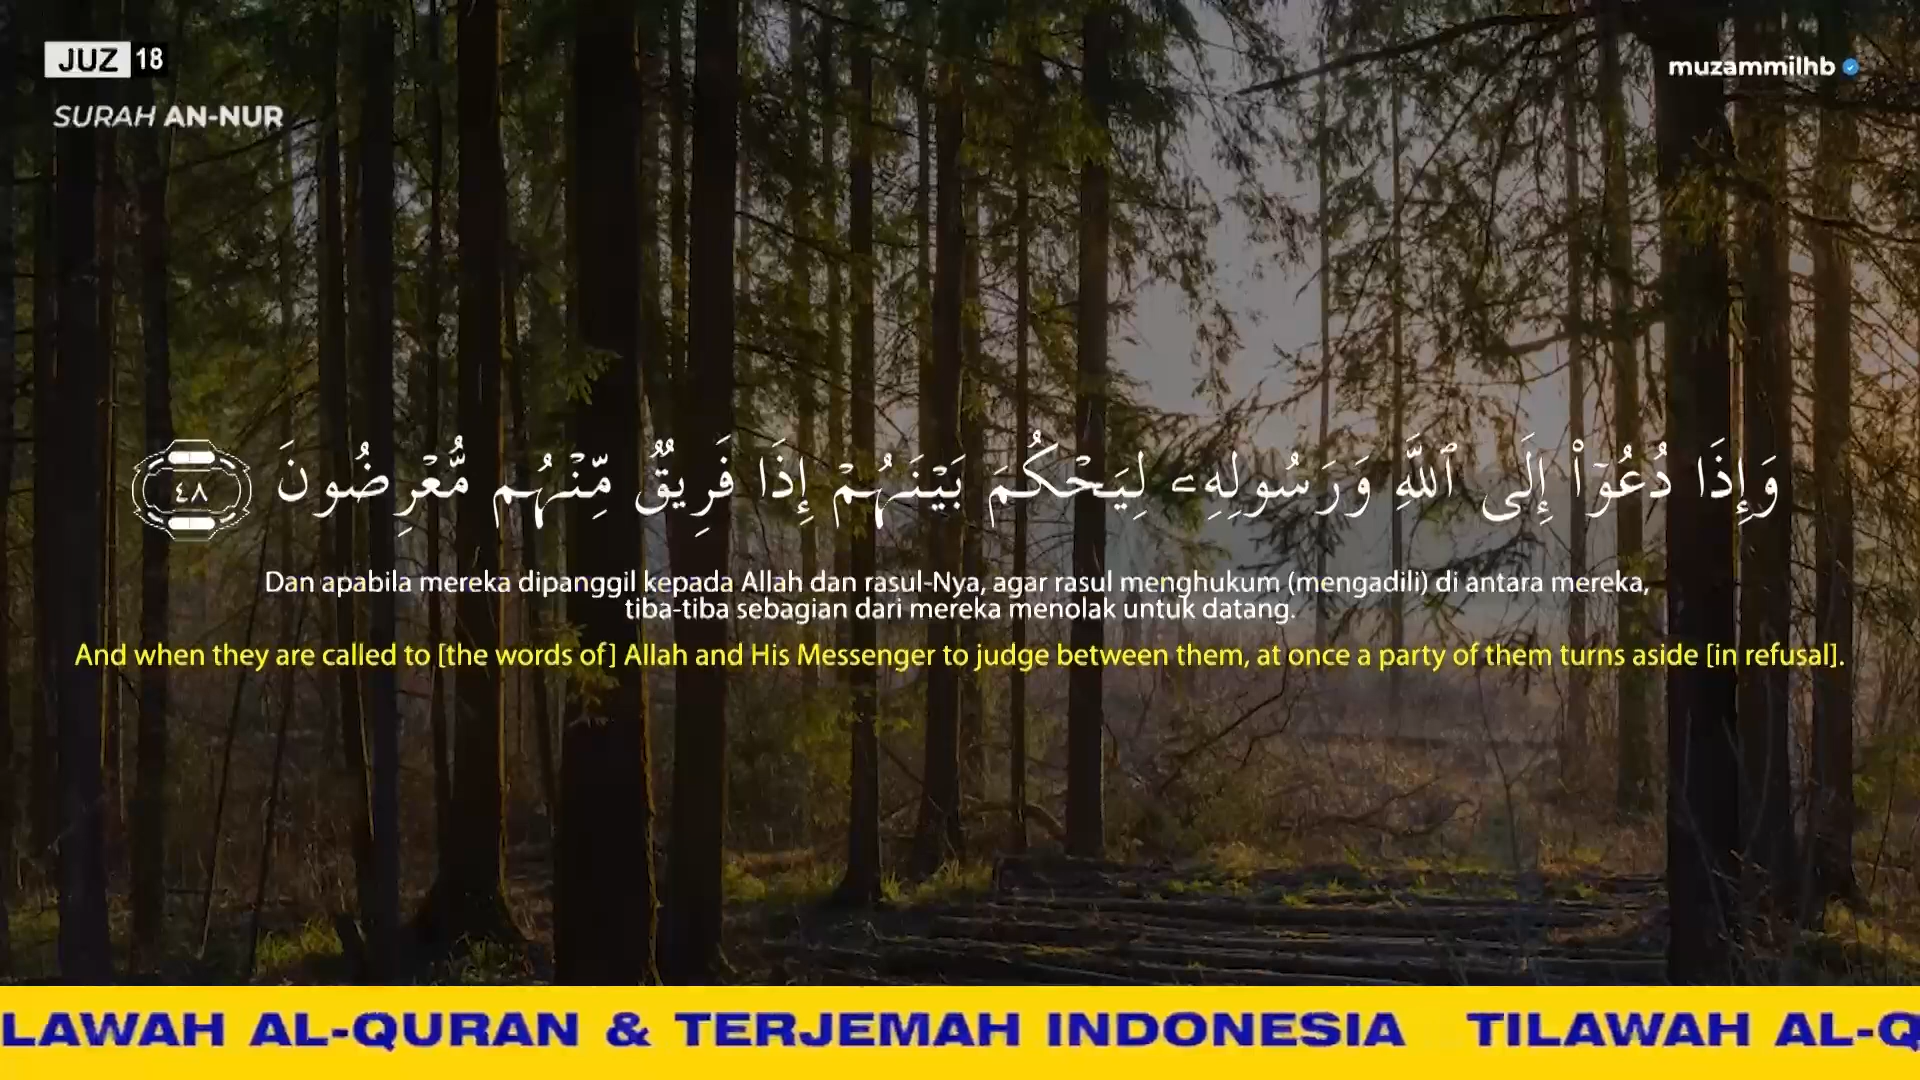 JUZ 18
muzammilhb
SURAH AN-NUR
وَإِذَا دُعُوٓا۟ إِلَى ٱللَّهِ وَرَسُولِهِۦ لِيَحْكُمَ بَيْنَهُمْ إِذَا فَرِيقٌ مِّنْهُم مُّعْرِضُونَ ٤٨
Dan apabila mereka dipanggil kepada Allah dan rasul-Nya, agar rasul menghukum (mengadili) di antara mereka,
tiba-tiba sebagian dari mereka menolak untuk datang.
And when they are called to [the words of] Allah and His Messenger to judge between them, at once a party of them turns aside [in refusal].
LAWAH AL-QURAN & TERJEMAH INDONESIA TILAWAH AL-Q